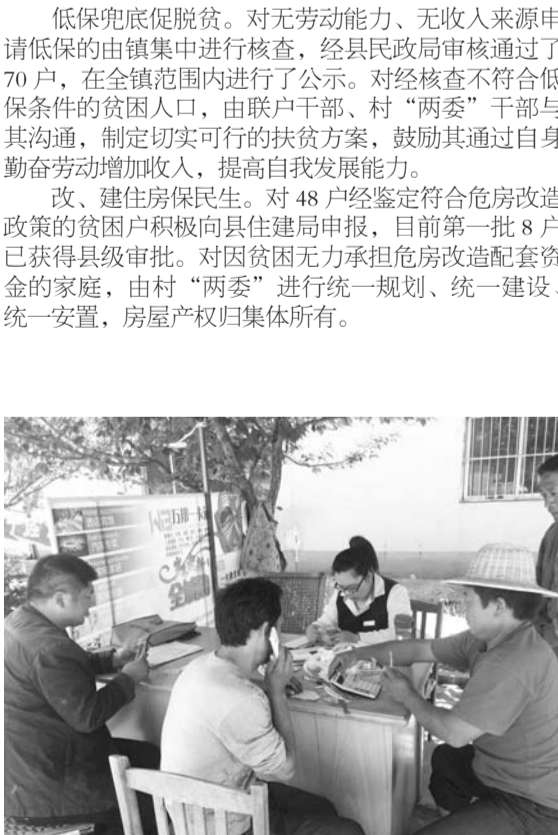 低保兜底促脱贫。对无劳动能力、无收入来源申
请低保的由镇集中进行核查，经县民政局审核通过了
70 户，在全镇范围内进行了公示。对经核查不符合低
保条件的贫困人口，由联户干部、村“两委”干部与
其沟通，制定切实可行的扶贫方案，鼓励其通过自身
勤奋劳动增加收入，提高自我发展能力。
改、建住房保民生。对 48 户经鉴定符合危房改造
政策的贫困户积极向县住建局申报，目前第一批 8 户
已获得县级审批。对因贫困无力承担危房改造配套资
金的家庭，由村“两委”进行统一规划、统一建设、
统一安置，房屋产权归集体所有。